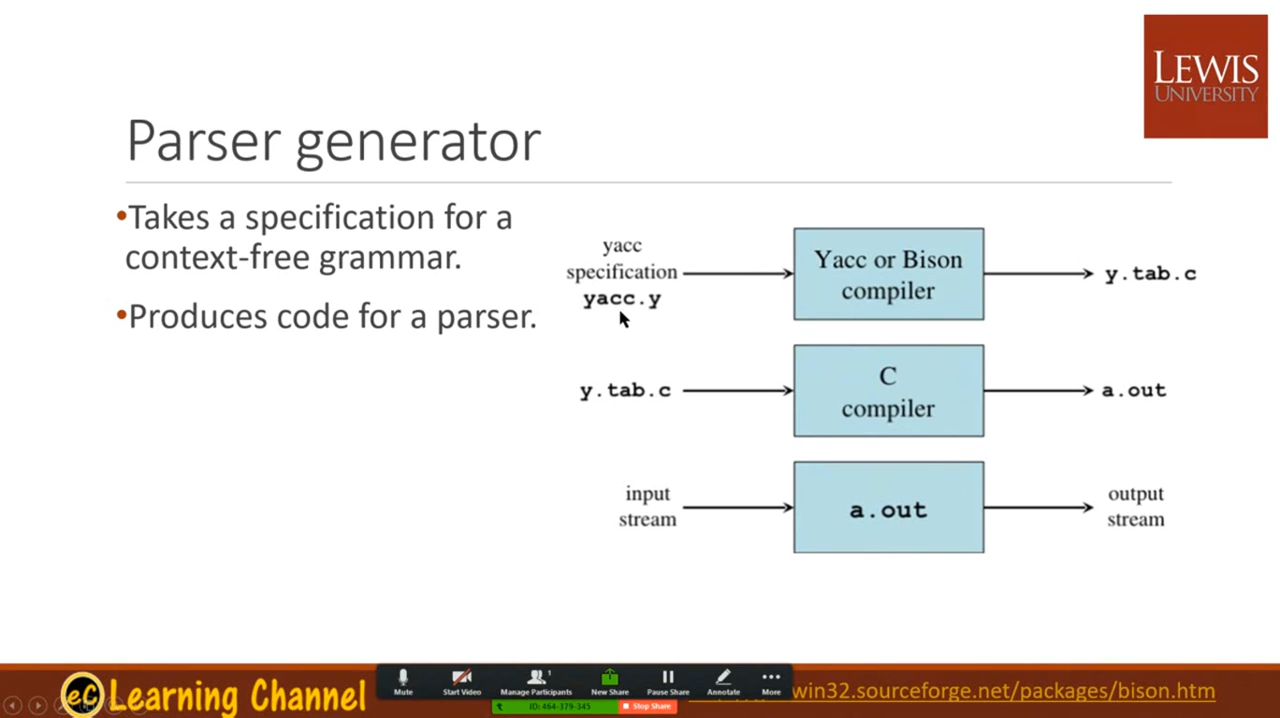 LEWIS
UNIVERSITY
Parser generator
•Takes a specification for a
context-free grammar.
•Produces code for a parser.
yacc
specification
yacc.y
Yacc or Bison
compiler
y.tab.c
y.tab.c
C
compiler
a.out
input
stream
a.out
output
stream
eC Learning Channel
Mute
Start Video
1
Manage Participants
New Share
Pause Share
Annotate
More
ID: 464-379-345
Stop Share
win32.sourceforge.net/packages/bison.htm